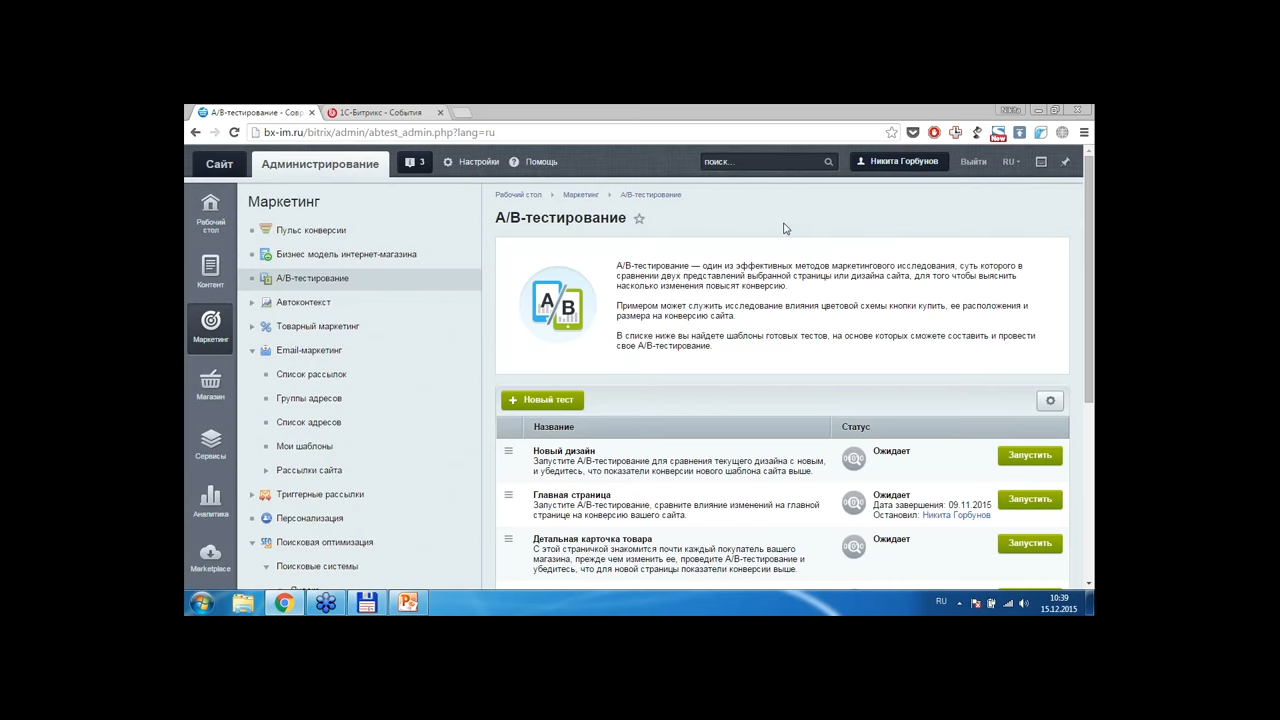 А/В-тестирование - Совр
1С-Битрикс - События
Nikita
bx-im.ru/bitrix/admin/abtest_admin.php?lang=ru
New
Сайт
Администрирование
3
Настройки
Помощь
поиск...
Никита Горбунов
Выйти
RU
Рабочий стол
Контент
Маркетинг
Магазин
Сервисы
Аналитика
Marketplace
Маркетинг
Пульс конверсии
Бизнес модель интернет-магазина
А/В-тестирование
Автоконтекст
Товарный маркетинг
Email-маркетинг
Список рассылок
Группы адресов
Список адресов
Мои шаблоны
Рассылки сайта
Триггерные рассылки
Персонализация
Поисковая оптимизация
Поисковые системы
Рабочий стол Маркетинг А/В-тестирование
А/В-тестирование
A/B
А/В-тестирование — один из эффективных методов маркетингового исследования, суть которого в
сравнении двух представлений выбранной страницы или дизайна сайта, для того чтобы выяснить
насколько изменения повысят конверсию.
Примером может служить исследование влияния цветовой схемы кнопки купить, ее расположения и
размера на конверсию сайта.
В списке ниже вы найдете шаблоны готовых тестов, на основе которых сможете составить и провести
свое А/В-тестирование.
+ Новый тест
Название Статус
Новый дизайн
Запустите А/В-тестирование для сравнения текущего дизайна с новым,
и убедитесь, что показатели конверсии нового шаблона сайта выше.
Ожидает
Запустить
Главная страница
Запустите А/В-тестирование, сравните влияние изменений на главной
странице на конверсию вашего сайта.
Ожидает
Дата завершения: 09.11.2015
Остановил: Никита Горбунов
Запустить
Детальная карточка товара
С этой страничкой знакомится почти каждый покупатель вашего
магазина, прежде чем изменить ее, проведите А/В-тестирование и
убедитесь, что для новой страницы показатели конверсии выше.
Ожидает
Запустить
RU
10:39
15.12.2015